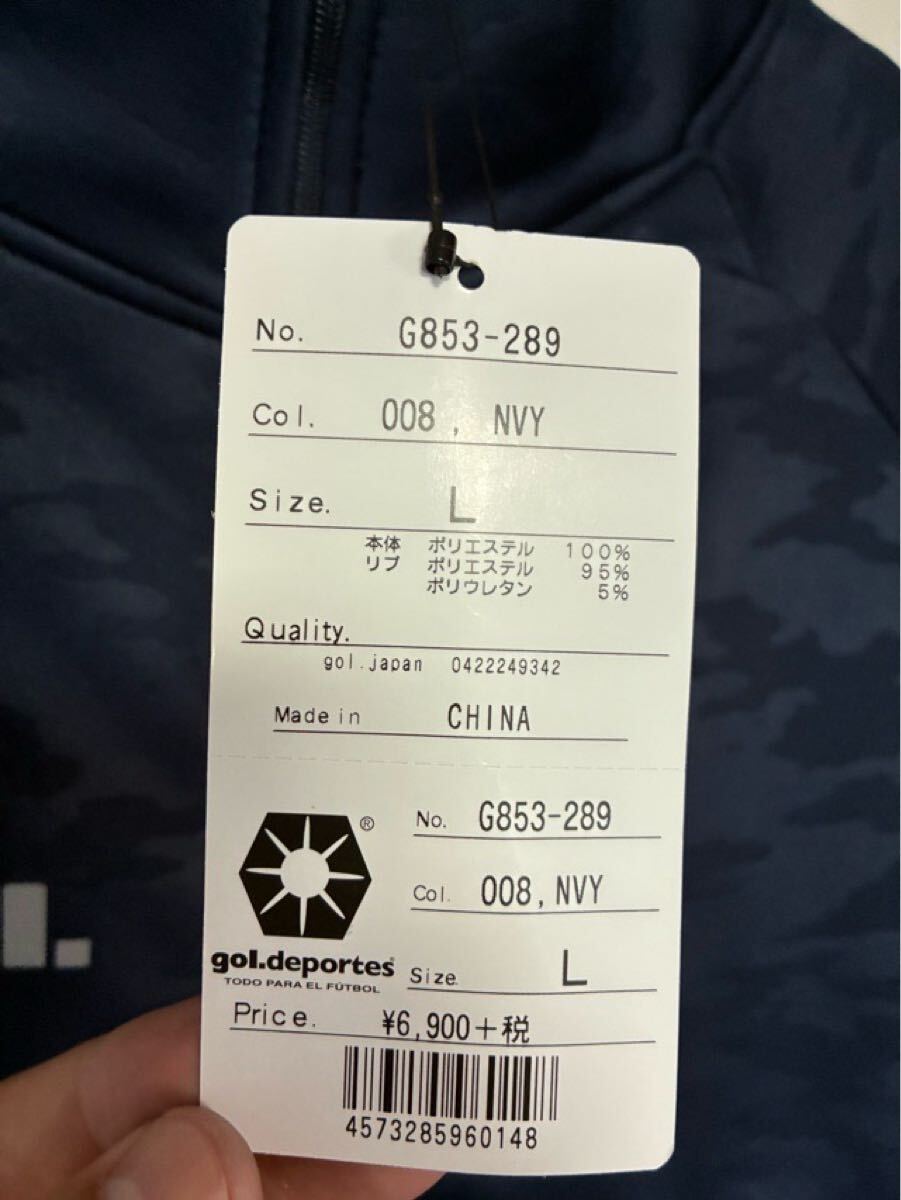 No. G853-289
Col. 008, NVY
Size. L
本体 ポリエステル 100%
リブ ポリエステル 95%
ポリウレタン 5%
Quality.
gol.japan 0422249342
Made in CHINA
®
No. G853-289
Col. 008, NVY
gol.deportes
TODO PARA EL FÚTBOL
Size. L
Price. ¥6,900+税
4573285960148